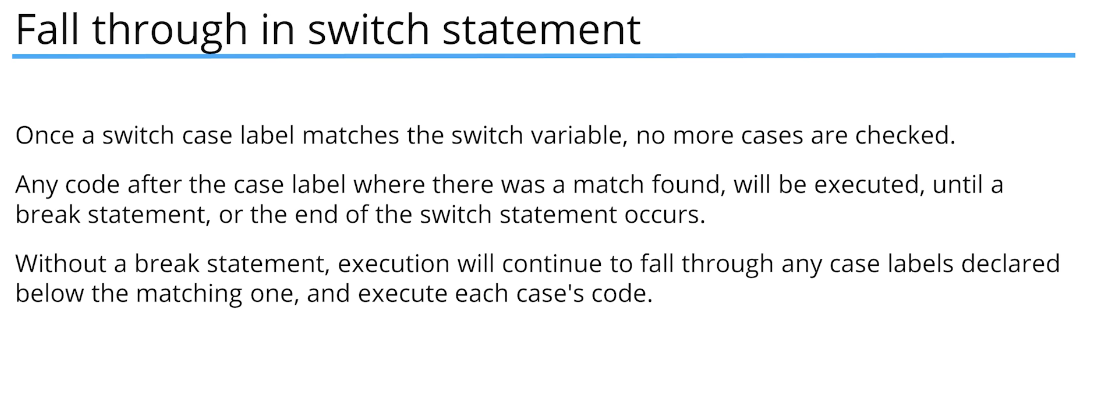 Fall through in switch statement
Once a switch case label matches the switch variable, no more cases are checked.
Any code after the case label where there was a match found, will be executed, until a
break statement, or the end of the switch statement occurs.
Without a break statement, execution will continue to fall through any case labels declared
below the matching one, and execute each case's code.